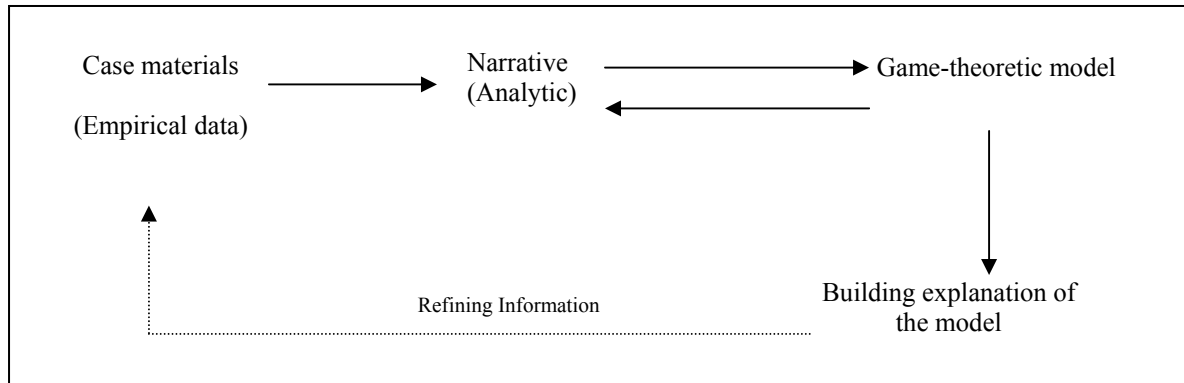 Case materials
(Empirical data)
Narrative
(Analytic)
Game-theoretic model
Building explanation of
the model
Refining Information